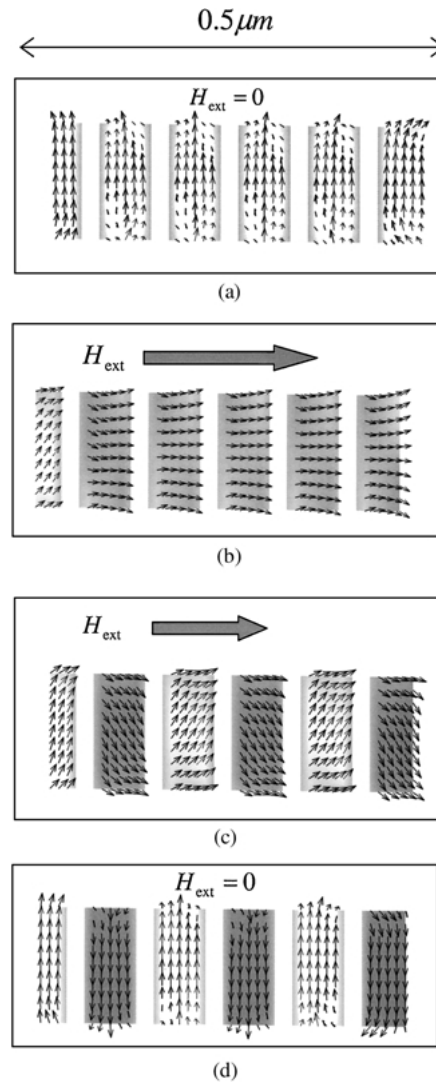 0.5μm
H_ext = 0
(a)
H_ext
(b)
H_ext
(c)
H_ext = 0
(d)